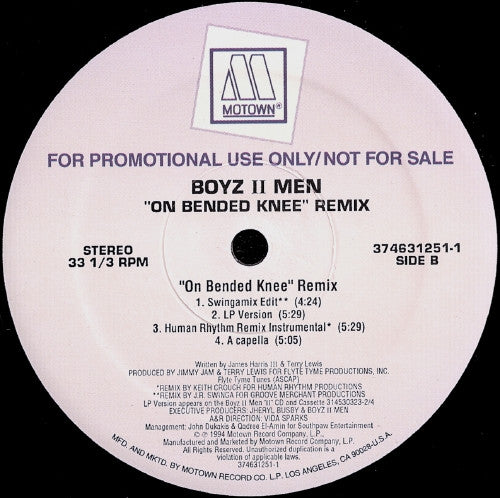 MOTOWN®
FOR PROMOTIONAL USE ONLY/NOT FOR SALE
BOYZ II MEN
"ON BENDED KNEE" REMIX
STEREO
33 1/3 RPM
374631251-1
SIDE B
"On Bended Knee" Remix
1. Swingamix Edit** (4:24)
2. LP Version (5:29)
3. Human Rhythm Remix Instrumental* (5:29)
4. A capella (5:05)
Written by James Harris III & Terry Lewis
PRODUCED BY JIMMY JAM & TERRY LEWIS FOR FLYTE TYME PRODUCTIONS, INC.
Flyte Tyme Tunes (ASCAP)
*REMIX BY KEITH CROUCH FOR HUMAN RHYTHM PRODUCTIONS
**REMIX BY J.R. SWINGA FOR GROOVE MERCHANT PRODUCTIONS
LP Version appears on the Boyz II Men "II" CD and Cassette 314530323-2/4
EXECUTIVE PRODUCERS: JHERYL BUSBY & BOYZ II MEN
A&R DIRECTION: VIDA SPARKS
Management: John Dukakis & Qadree El-Amin for Southpaw Entertainment
© ℗ 1994 Motown Record Company, L.P.
Manufactured and Marketed by Motown Record Company, L.P.
Unauthorized duplication is a
violation of applicable laws.
374631251-1
MFD. AND MKTD. BY MOTOWN RECORD CO. L.P. LOS ANGELES, CA 90028-U.S.A.